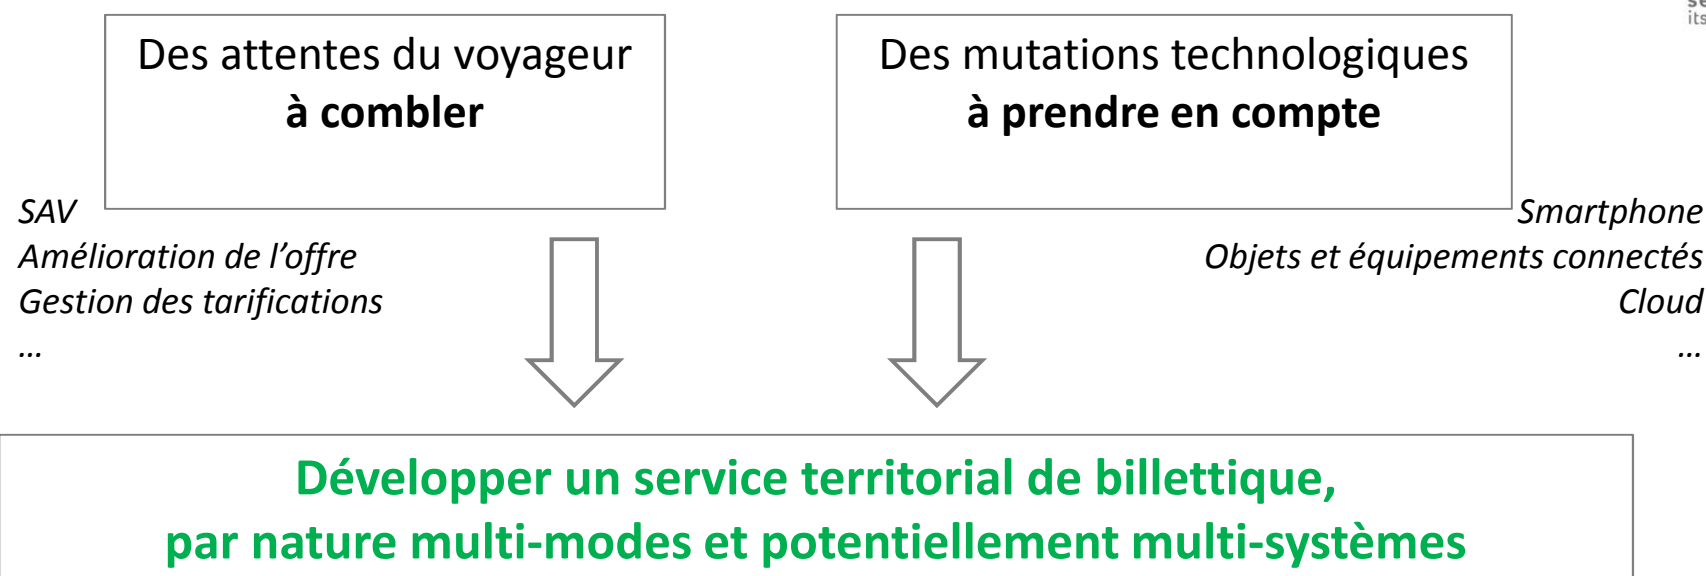 Des attentes du voyageur
à combler
Des mutations technologiques
à prendre en compte
SAV
Amélioration de l’offre
Gestion des tarifications
…
Smartphone
Objets et équipements connectés
Cloud
…
Développer un service territorial de billettique,
par nature multi-modes et potentiellement multi-systèmes